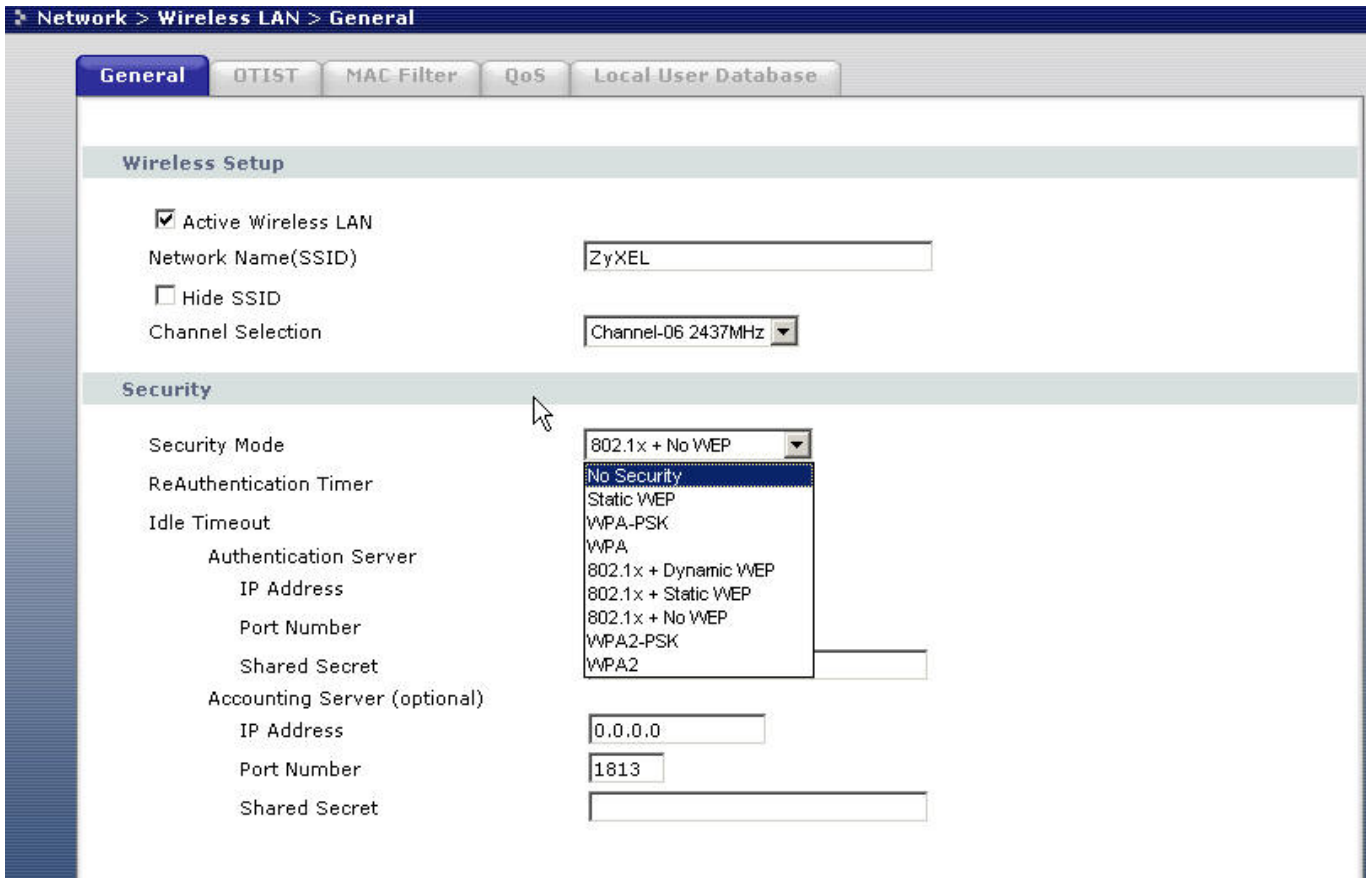 Network > Wireless LAN > General
General OTIST MAC Filter QoS Local User Database
Wireless Setup
Active Wireless LAN
Network Name(SSID) ZyXEL
Hide SSID
Channel Selection Channel-06 2437MHz
Security
Security Mode 802.1x + No WEP
No Security
Static WEP
WPA-PSK
WPA
802.1x + Dynamic WEP
802.1x + Static WEP
802.1x + No WEP
WPA2-PSK
WPA2
ReAuthentication Timer
Idle Timeout
Authentication Server
IP Address
Port Number
Shared Secret
Accounting Server (optional)
IP Address 0.0.0.0
Port Number 1813
Shared Secret